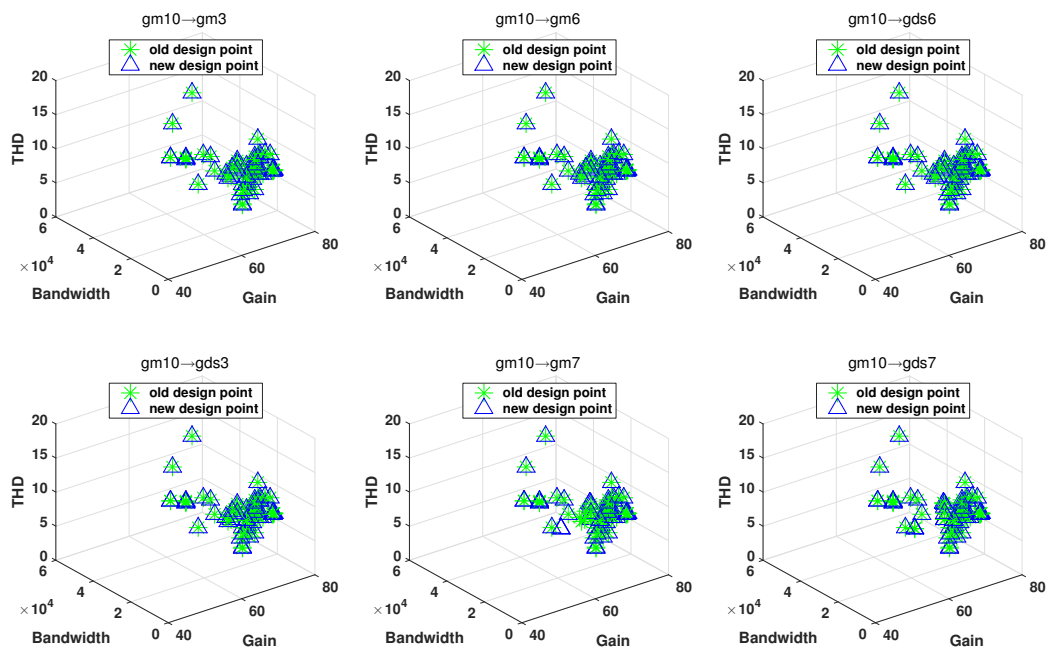 gm10→gm3
old design point
new design point
20
15
10
5
0
THD
6
4
2
0
×10^4
Bandwidth
40
60
80
Gain
gm10→gm6
old design point
new design point
20
15
10
5
0
THD
6
4
2
0
×10^4
Bandwidth
40
60
80
Gain
gm10→gds6
old design point
new design point
20
15
10
5
0
THD
6
4
2
0
×10^4
Bandwidth
40
60
80
Gain
gm10→gds3
old design point
new design point
20
15
10
5
0
THD
6
4
2
0
×10^4
Bandwidth
40
60
80
Gain
gm10→gm7
old design point
new design point
20
15
10
5
0
THD
6
4
2
0
×10^4
Bandwidth
40
60
80
Gain
gm10→gds7
old design point
new design point
20
15
10
5
0
THD
6
4
2
0
×10^4
Bandwidth
40
60
80
Gain